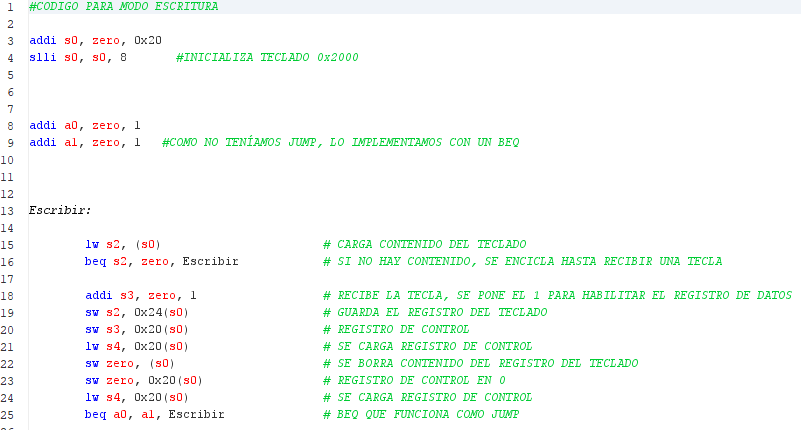 1 #CODIGO PARA MODO ESCRITURA
2
3 addi s0, zero, 0x20
4 slli s0, s0, 8 #INICIALIZA TECLADO 0x2000
5
6
7
8 addi a0, zero, 1
9 addi a1, zero, 1 #COMO NO TENÍAMOS JUMP, LO IMPLEMENTAMOS CON UN BEQ
10
11
12
13 Escribir:
14
15 lw s2, (s0) # CARGA CONTENIDO DEL TECLADO
16 beq s2, zero, Escribir # SI NO HAY CONTENIDO, SE ENCICLA HASTA RECIBIR UNA TECLA
17
18 addi s3, zero, 1 # RECIBE LA TECLA, SE PONE EL 1 PARA HABILITAR EL REGISTRO DE DATOS
19 sw s2, 0x24(s0) # GUARDA EL REGISTRO DEL TECLADO
20 sw s3, 0x20(s0) # REGISTRO DE CONTROL
21 lw s4, 0x20(s0) # SE CARGA REGISTRO DE CONTROL
22 sw zero, (s0) # SE BORRA CONTENIDO DEL REGISTRO DEL TECLADO
23 sw zero, 0x20(s0) # REGISTRO DE CONTROL EN 0
24 lw s4, 0x20(s0) # SE CARGA REGISTRO DE CONTROL
25 beq a0, a1, Escribir # BEQ QUE FUNCIONA COMO JUMP